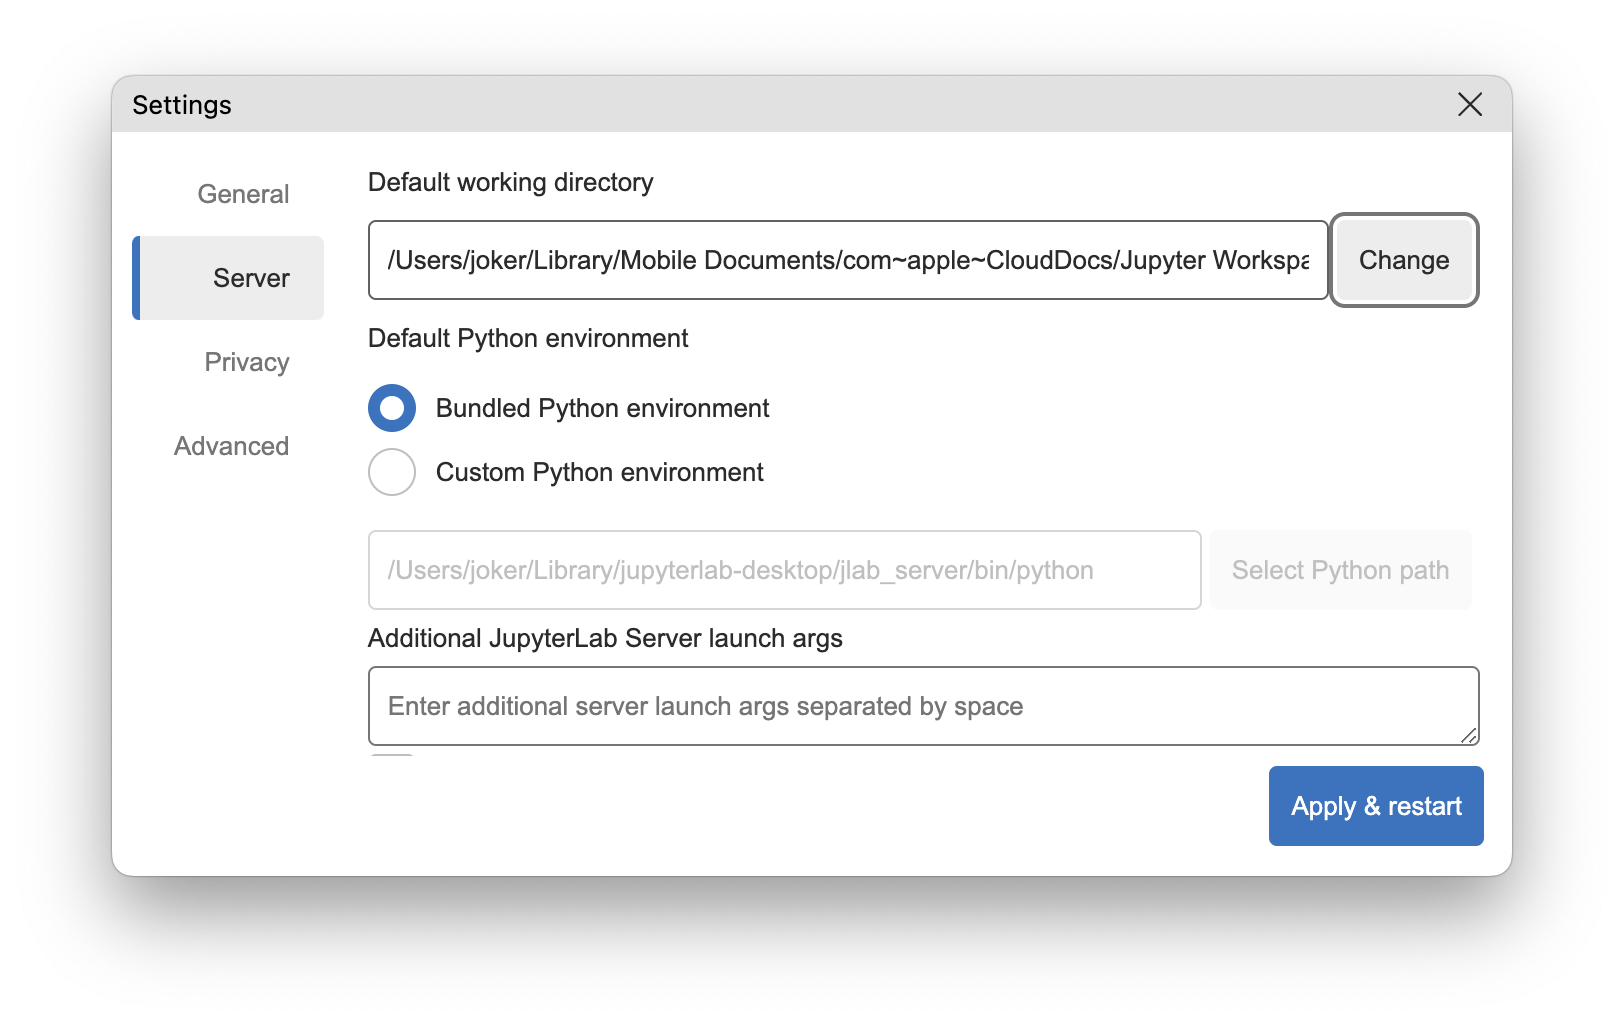 Settings
General
Server
Privacy
Advanced
Default working directory
/Users/joker/Library/Mobile Documents/com~apple~CloudDocs/Jupyter Workspa
Change
Default Python environment
Bundled Python environment
Custom Python environment
/Users/joker/Library/jupyterlab-desktop/jlab_server/bin/python
Select Python path
Additional JupyterLab Server launch args
Enter additional server launch args separated by space
Apply & restart